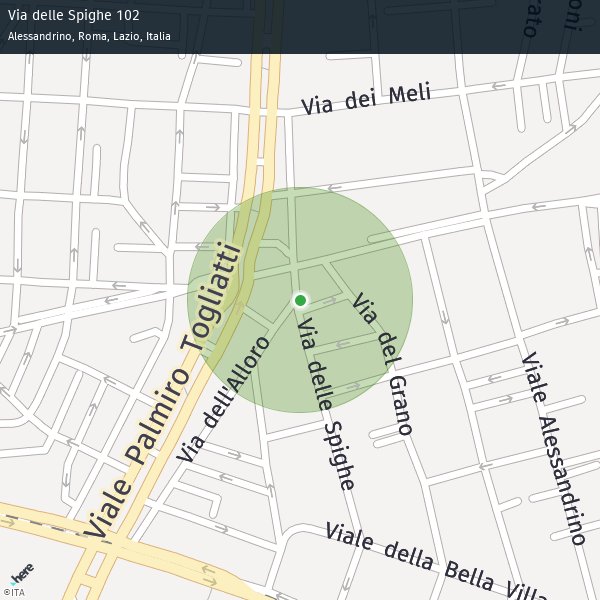 Via delle Spighe 102
Alessandrino, Roma, Lazio, Italia
rato
oni
Via dei Meli
Viale Palmiro Togliatti
Via dell'Alloro
Via delle Spighe
Via del Grano
Viale Alessandrino
Viale della Bella Villa
here
©ITA